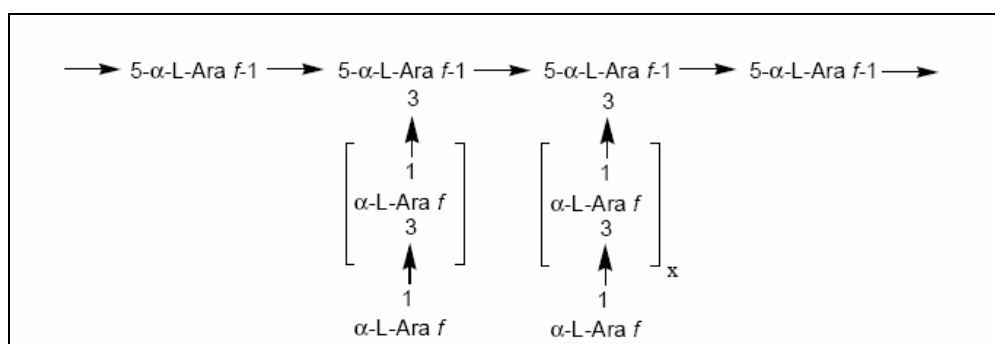 5-α-L-Ara f-1 5-α-L-Ara f-1 5-α-L-Ara f-1 5-α-L-Ara f-1
3 3
1 1
α-L-Ara f α-L-Ara f
3 3
x
1 1
α-L-Ara f α-L-Ara f